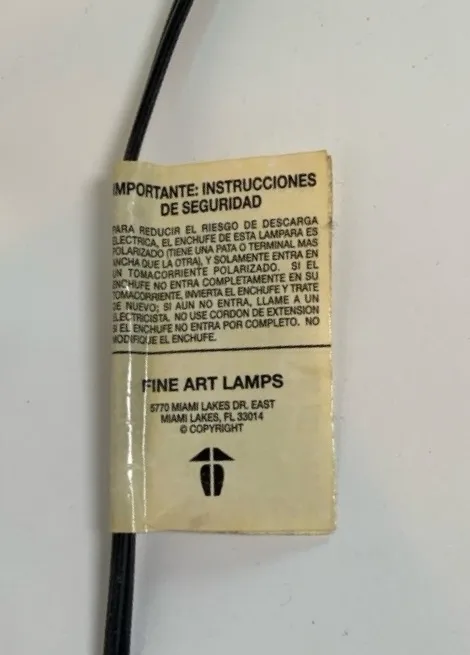 IMPORTANTE: INSTRUCCIONES
DE SEGURIDAD
PARA REDUCIR EL RIESGO DE DESCARGA
ELECTRICA, EL ENCHUFE DE ESTA LAMPARA ES
POLARIZADO (TIENE UNA PATA O TERMINAL MAS
ANCHA QUE LA OTRA), Y SOLAMENTE ENTRA EN
UN TOMACORRIENTE POLARIZADO. SI EL
ENCHUFE NO ENTRA COMPLETAMENTE EN SU
TOMACORRIENTE, INVIERTA EL ENCHUFE Y TRATE
DE NUEVO; SI AUN NO ENTRA, LLAME A UN
ELECTRICISTA. NO USE CORDON DE EXTENSION
SI EL ENCHUFE NO ENTRA POR COMPLETO. NO
MODIFIQUE EL ENCHUFE.
FINE ART LAMPS
5770 MIAMI LAKES DR. EAST
MIAMI LAKES, FL 33014
© COPYRIGHT